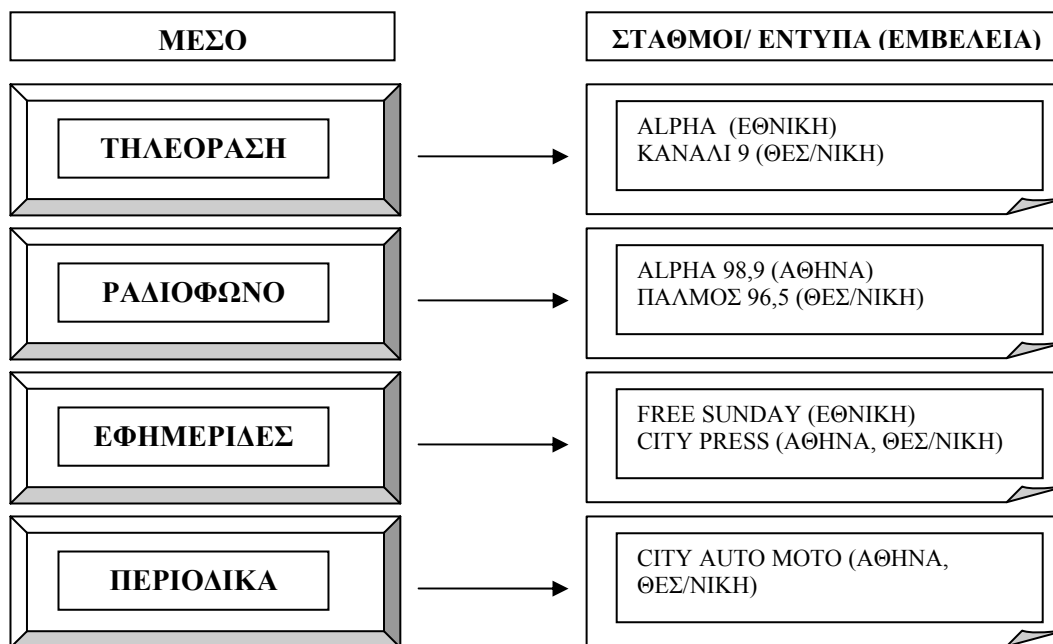 ΜΕΣΟ
ΣΤΑΘΜΟΙ/ ΕΝΤΥΠΑ (ΕΜΒΕΛΕΙΑ)
ΤΗΛΕΟΡΑΣΗ
ALPHA (ΕΘΝΙΚΗ)
ΚΑΝΑΛΙ 9 (ΘΕΣ/ΝΙΚΗ)
ΡΑΔΙΟΦΩΝΟ
ALPHA 98,9 (ΑΘΗΝΑ)
ΠΑΛΜΟΣ 96,5 (ΘΕΣ/ΝΙΚΗ)
ΕΦΗΜΕΡΙΔΕΣ
FREE SUNDAY (ΕΘΝΙΚΗ)
CITY PRESS (ΑΘΗΝΑ, ΘΕΣ/ΝΙΚΗ)
ΠΕΡΙΟΔΙΚΑ
CITY AUTO MOTO (ΑΘΗΝΑ,
ΘΕΣ/ΝΙΚΗ)